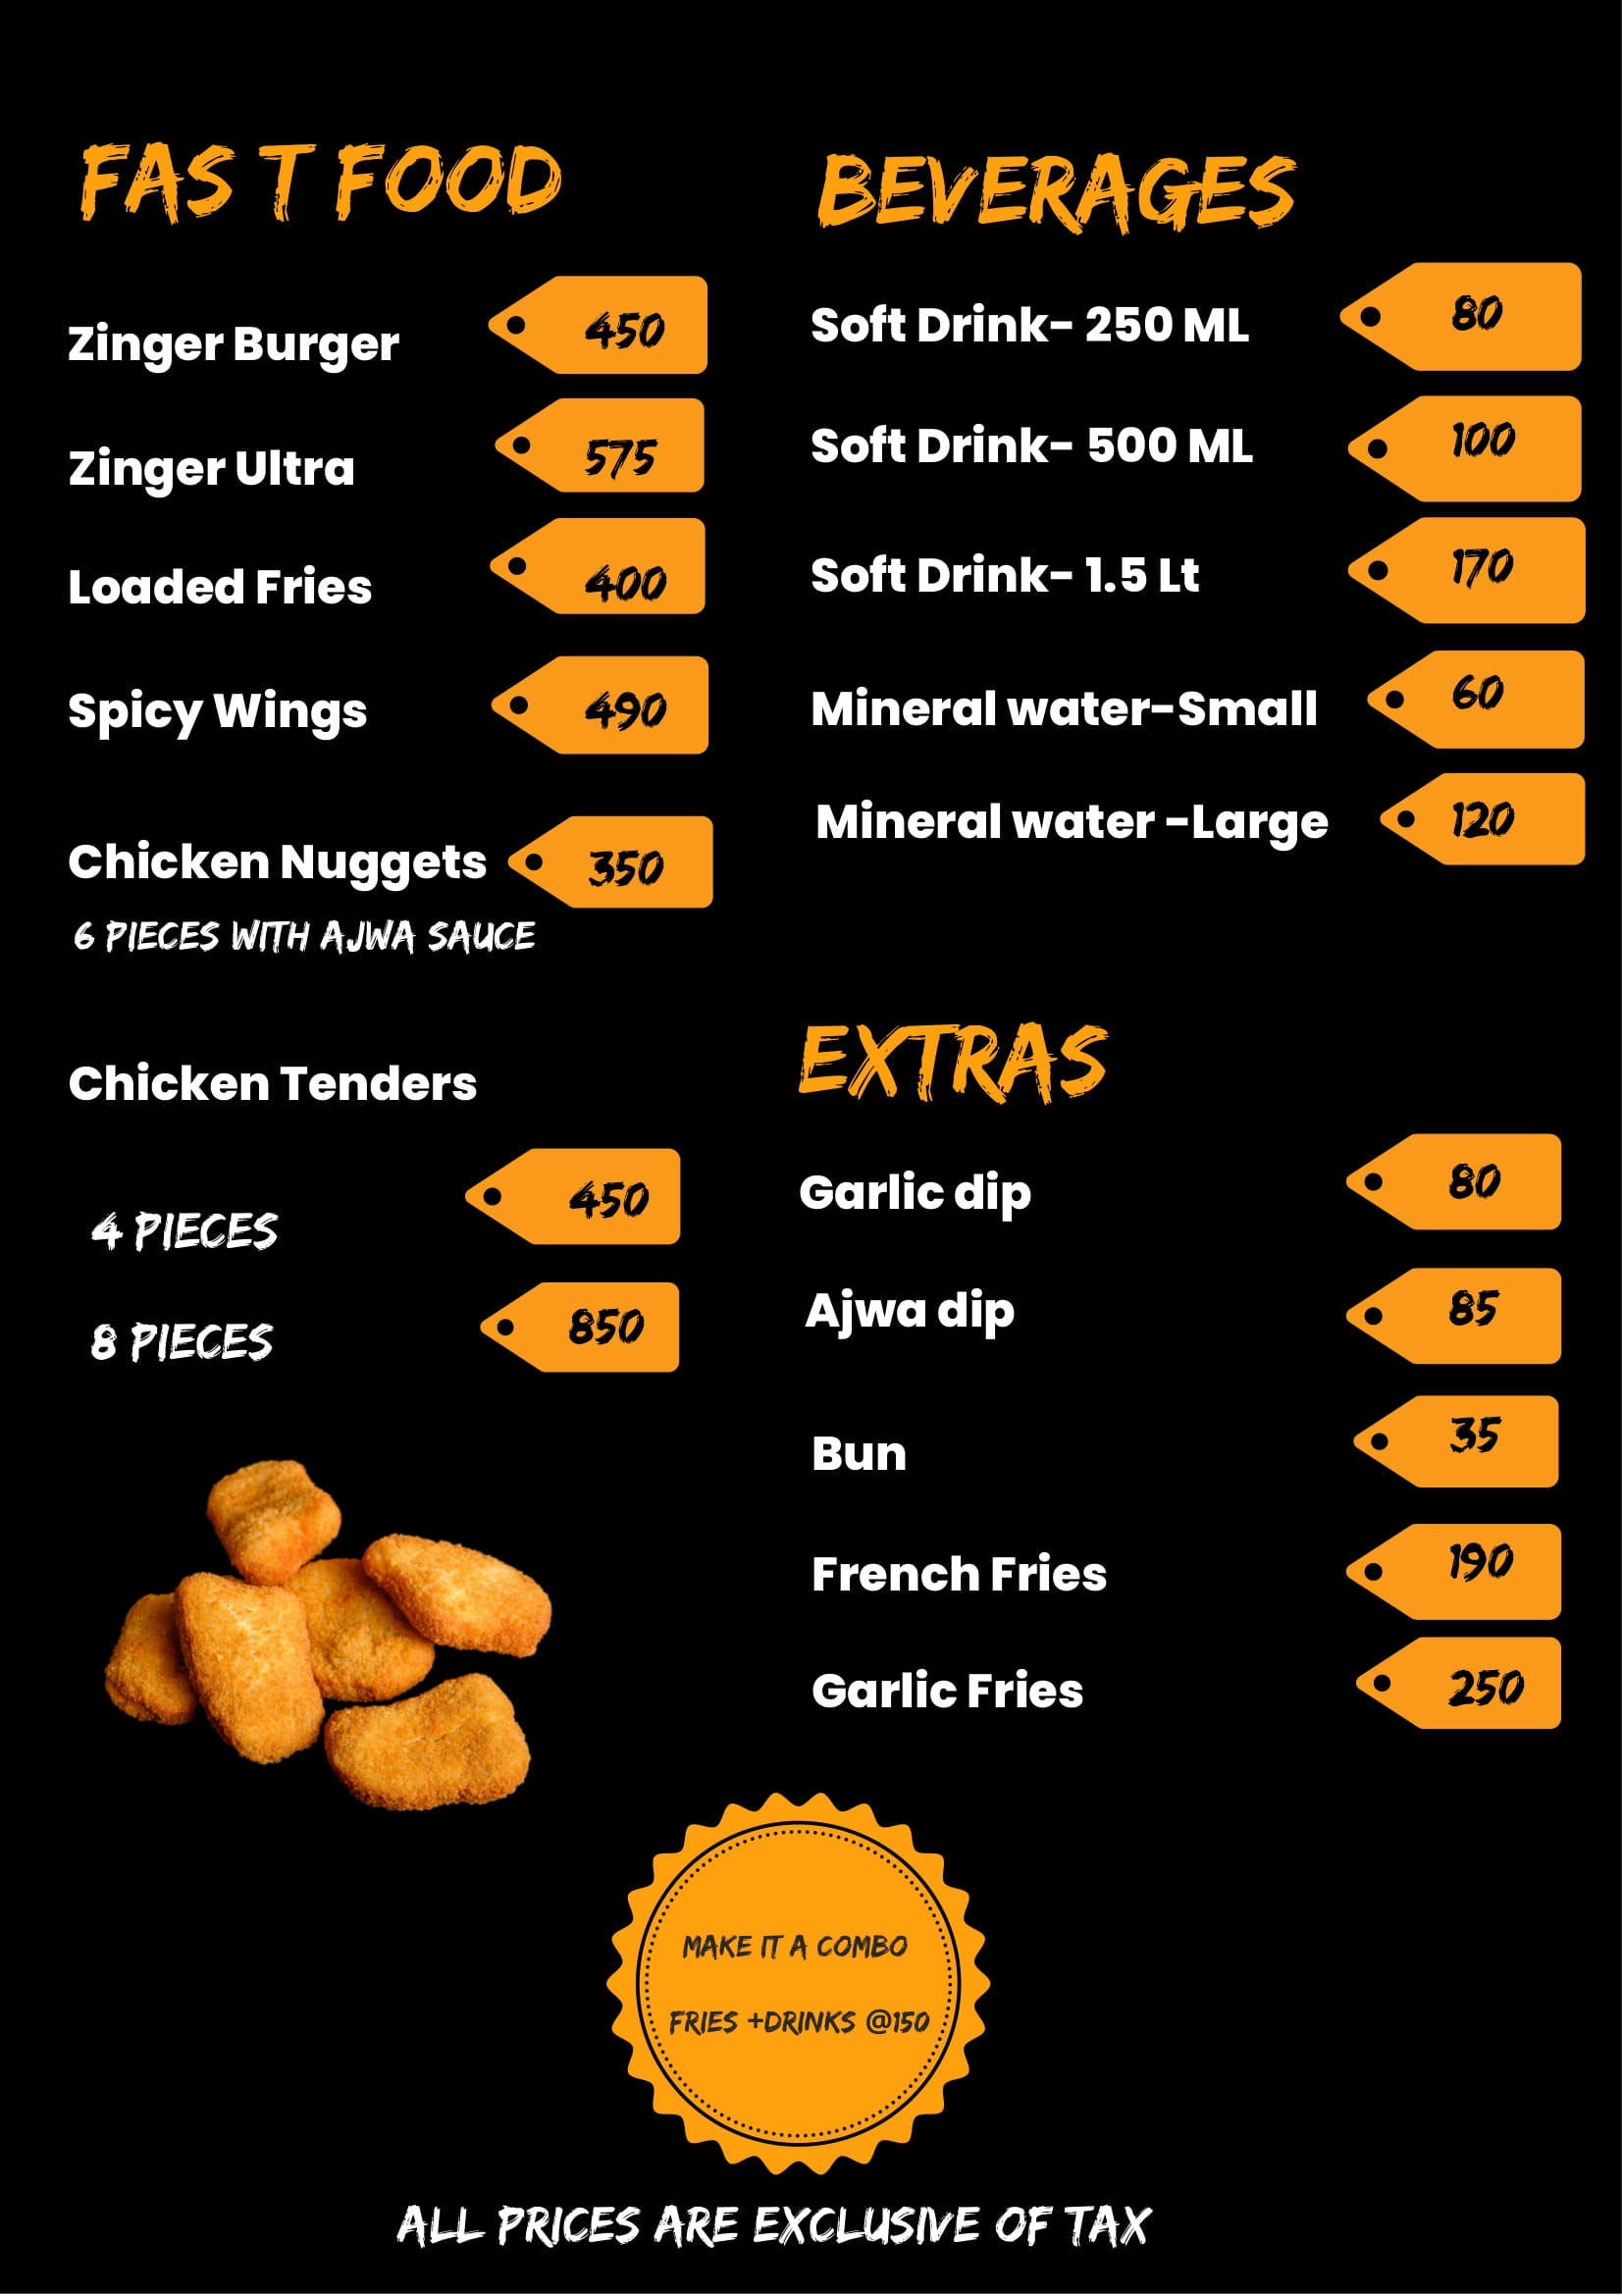 FAS T FOOD
Zinger Burger 450
Zinger Ultra 575
Loaded Fries 400
Spicy Wings 490
Chicken Nuggets 350
6 PIECES WITH AJWA SAUCE
Chicken Tenders
4 PIECES 450
8 PIECES 850
BEVERAGES
Soft Drink- 250 ML 80
Soft Drink- 500 ML 100
Soft Drink- 1.5 Lt 170
Mineral water-Small 60
Mineral water -Large 120
EXTRAS
Garlic dip 80
Ajwa dip 85
Bun 35
French Fries 190
Garlic Fries 250
MAKE IT A COMBO
FRIES +DRINKS @150
ALL PRICES ARE EXCLUSIVE OF TAX